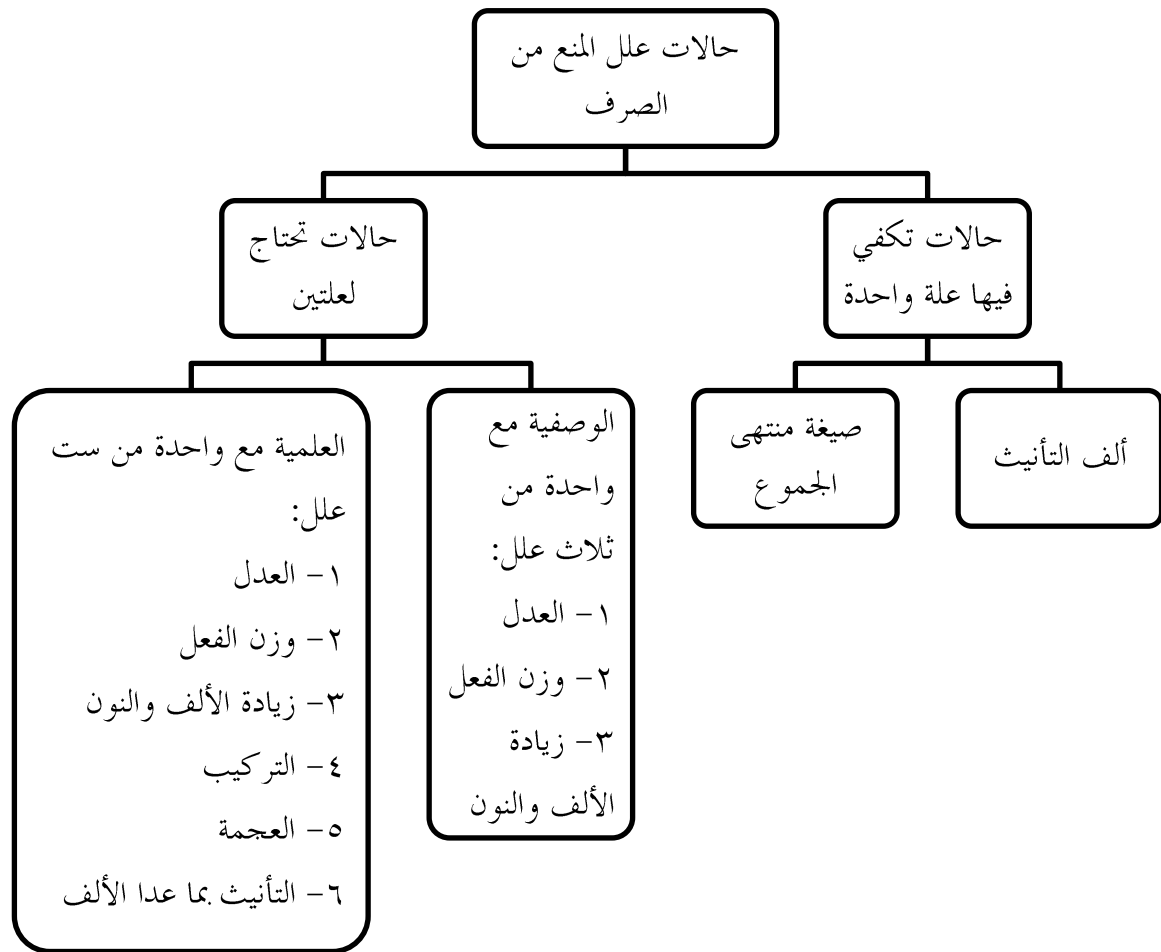 حالات علل المنع من
الصرف
حالات تكفي
فيها علة واحدة
حالات تحتاج
لعلتين
ألف التأنيث
صيغة منتهى
الجموع
الوصفية مع
واحدة من
ثلاث علل:
١- العدل
٢- وزن الفعل
٣- زيادة
الألف والنون
العلمية مع واحدة من ست
علل:
١- العدل
٢- وزن الفعل
٣- زيادة الألف والنون
٤- التركيب
٥- العجمة
٦- التأنيث بما عدا الألف